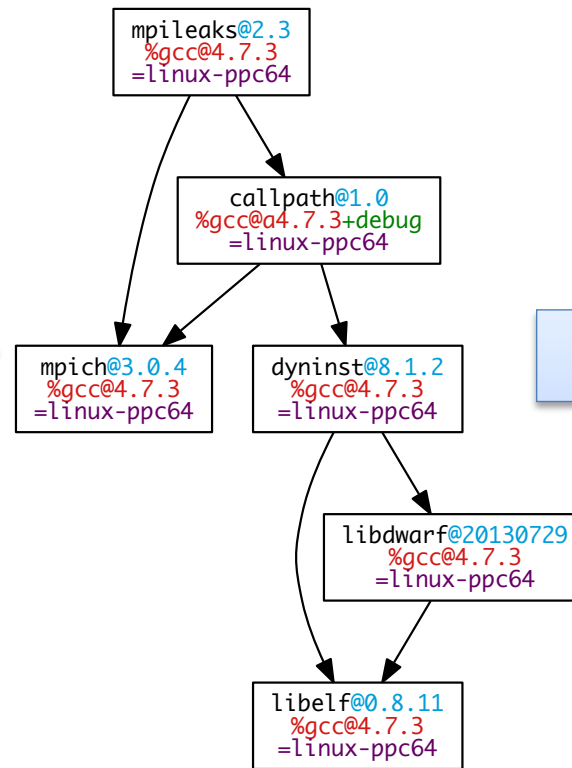 mpileaks@2.3
%gcc@4.7.3
=linux-ppc64
callpath@1.0
%gcc@a4.7.3+debug
=linux-ppc64
mpich@3.0.4
%gcc@4.7.3
=linux-ppc64
dyninst@8.1.2
%gcc@4.7.3
=linux-ppc64
libdwarf@20130729
%gcc@4.7.3
=linux-ppc64
libelf@0.8.11
%gcc@4.7.3
=linux-ppc64